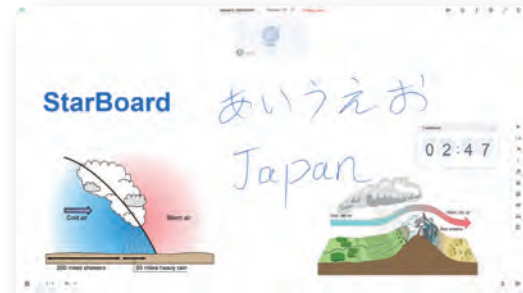 StarBoard
あいうえお
Japan
02:47
Cold air
Warm air
200 miles showers
50 miles heavy rain